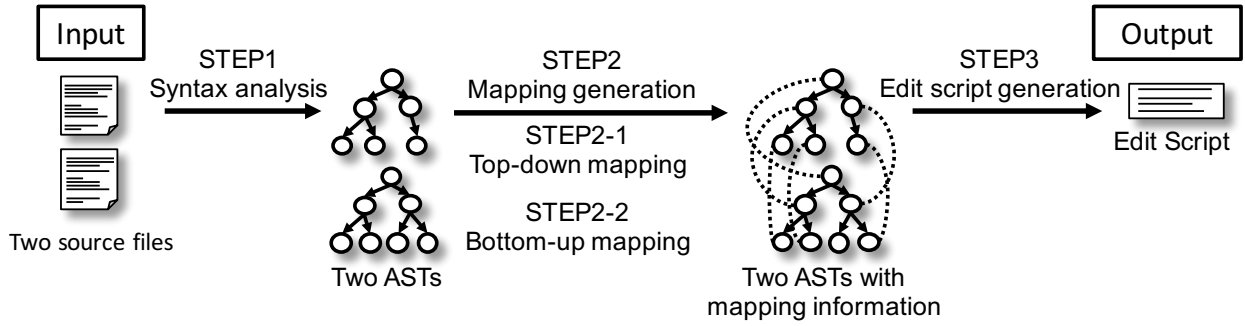 Input
Two source files
STEP1
Syntax analysis
Two ASTs
STEP2
Mapping generation
STEP2-1
Top-down mapping
STEP2-2
Bottom-up mapping
Two ASTs with
mapping information
STEP3
Edit script generation
Output
Edit Script